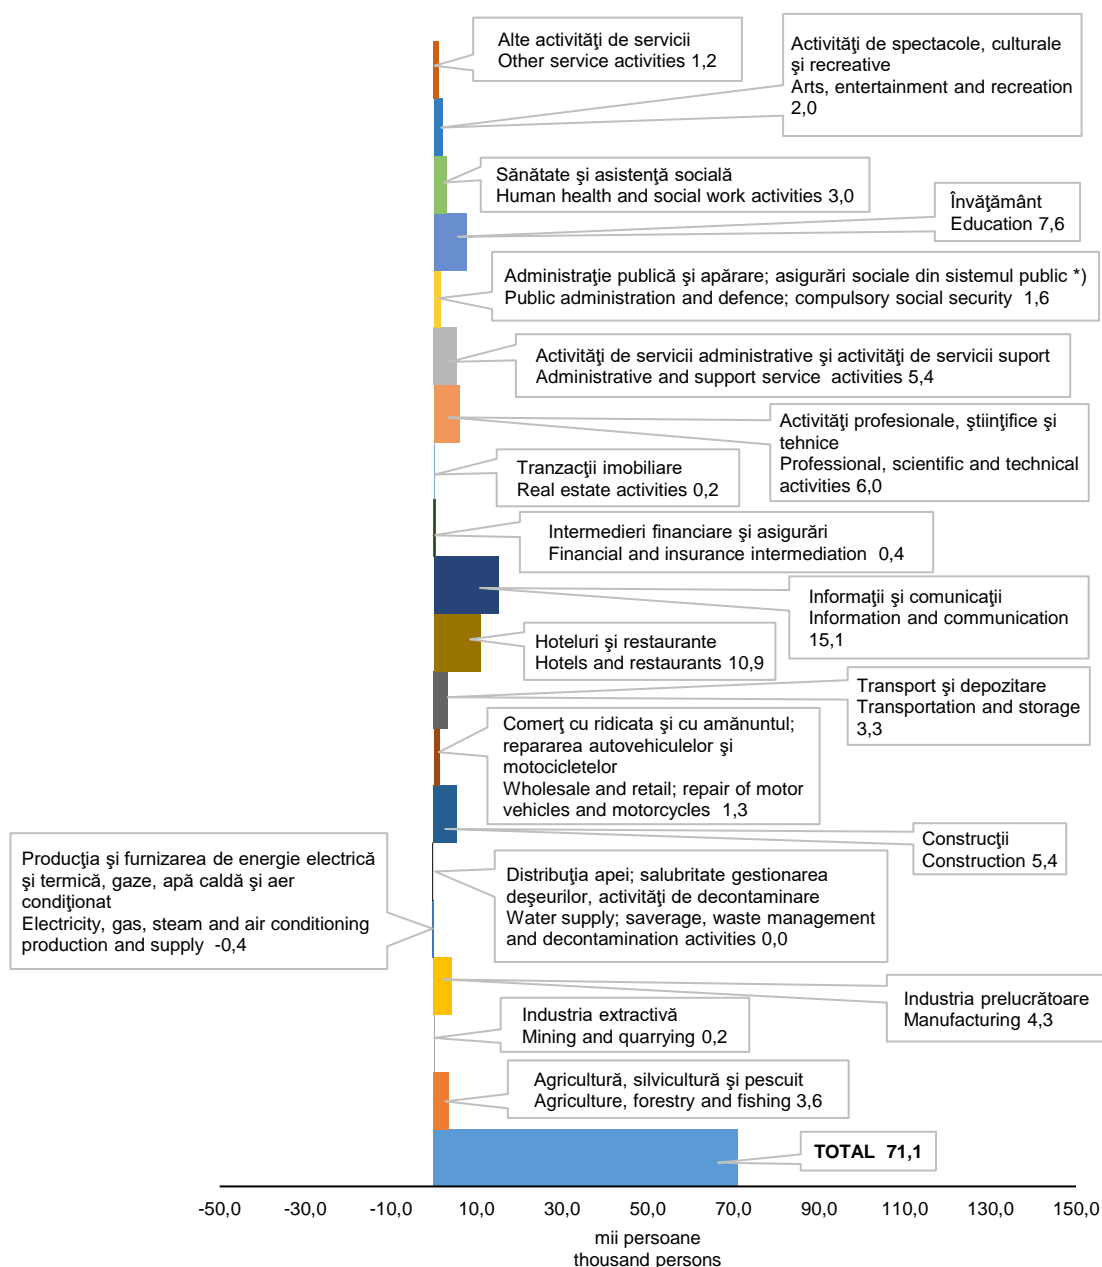 Alte activităţi de servicii
Other service activities 1,2
Activităţi de spectacole, culturale
şi recreative
Arts, entertainment and recreation
2,0
Sănătate şi asistenţă socială
Human health and social work activities 3,0
Învăţământ
Education 7,6
Administraţie publică şi apărare; asigurări sociale din sistemul public *)
Public administration and defence; compulsory social security 1,6
Activităţi de servicii administrative şi activităţi de servicii suport
Administrative and support service activities 5,4
Activităţi profesionale, ştiinţifice şi
tehnice
Professional, scientific and technical
activities 6,0
Tranzacţii imobiliare
Real estate activities 0,2
Intermedieri financiare şi asigurări
Financial and insurance intermediation 0,4
Informaţii şi comunicaţii
Information and communication
15,1
Hoteluri şi restaurante
Hotels and restaurants 10,9
Transport şi depozitare
Transportation and storage
3,3
Comerţ cu ridicata şi cu amănuntul;
repararea autovehiculelor şi
motocicletelor
Wholesale and retail; repair of motor
vehicles and motorcycles 1,3
Construcţii
Construction 5,4
Producţia şi furnizarea de energie electrică
şi termică, gaze, apă caldă şi aer
condiţionat
Electricity, gas, steam and air conditioning
production and supply -0,4
Distribuţia apei; salubritate gestionarea
deşeurilor, activităţi de decontaminare
Water supply; saverage, waste management
and decontamination activities 0,0
Industria prelucrătoare
Manufacturing 4,3
Industria extractivă
Mining and quarrying 0,2
Agricultură, silvicultură şi pescuit
Agriculture, forestry and fishing 3,6
TOTAL 71,1
-50,0 -30,0 -10,0 10,0 30,0 50,0 70,0 90,0 110,0 130,0 150,0
mii persoane
thousand persons